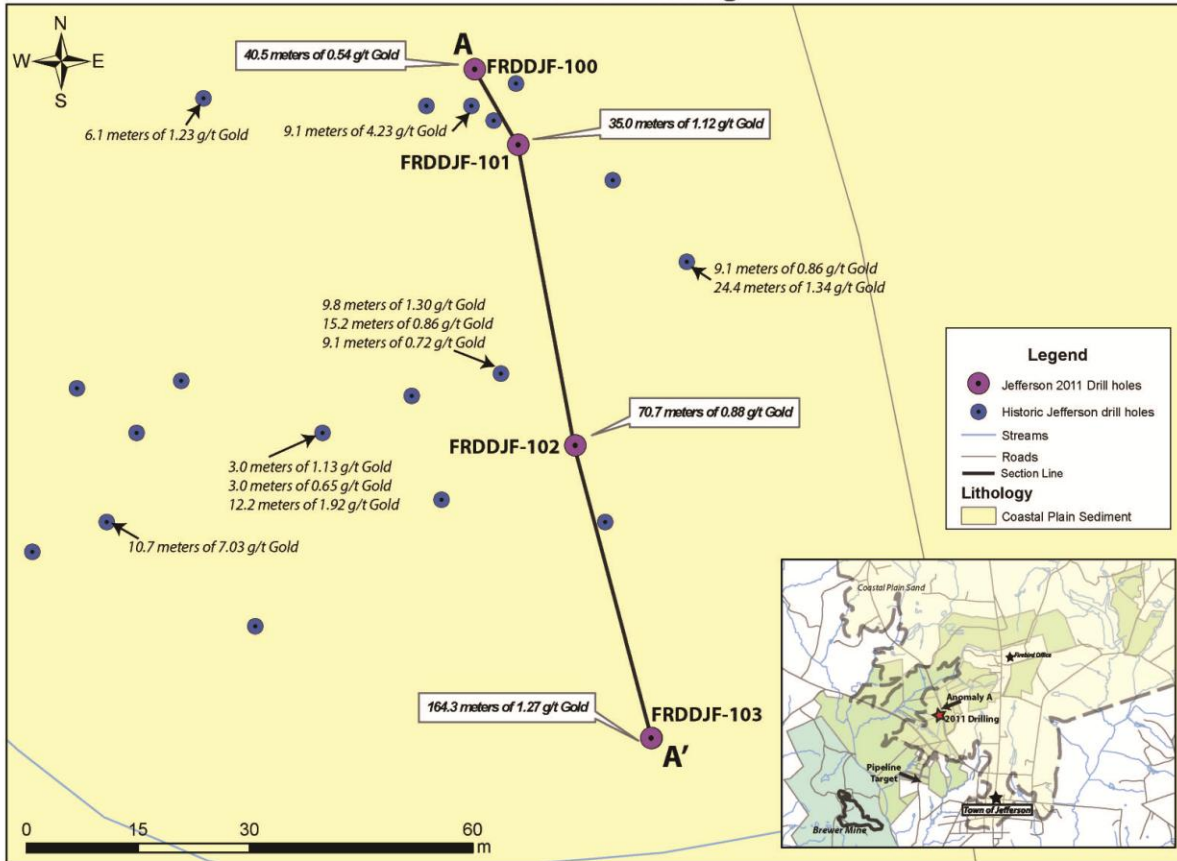 N
W
E
S
40.5 meters of 0.54 g/t Gold
A
FRDDJF-100
6.1 meters of 1.23 g/t Gold
9.1 meters of 4.23 g/t Gold
35.0 meters of 1.12 g/t Gold
FRDDJF-101
9.1 meters of 0.86 g/t Gold
24.4 meters of 1.34 g/t Gold
9.8 meters of 1.30 g/t Gold
15.2 meters of 0.86 g/t Gold
9.1 meters of 0.72 g/t Gold
70.7 meters of 0.88 g/t Gold
FRDDJF-102
3.0 meters of 1.13 g/t Gold
3.0 meters of 0.65 g/t Gold
12.2 meters of 1.92 g/t Gold
10.7 meters of 7.03 g/t Gold
164.3 meters of 1.27 g/t Gold
FRDDJF-103
A'
Legend
Jefferson 2011 Drill holes
Historic Jefferson drill holes
Streams
Roads
Section Line
Lithology
Coastal Plain Sediment
Coastal Plain Sand
Firebird Office
Anomaly A
2011 Drilling
Pipeline
Target
Town of Jefferson
Brewer Mine
0
15
30
60
m